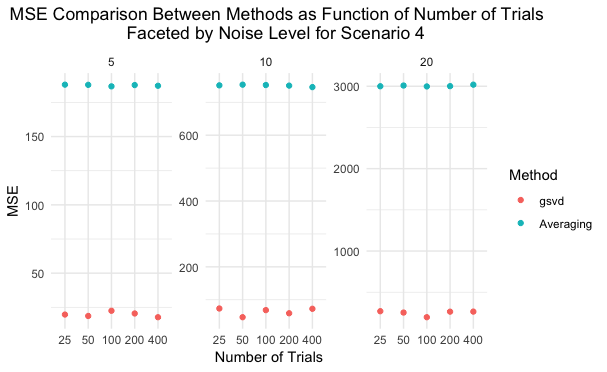 MSE Comparison Between Methods as Function of Number of Trials
Faceted by Noise Level for Scenario 4
5
10
20
MSE
150
100
50
800
600
400
200
3000
2000
1000
25 50 100 200 400
25 50 100 200 400
25 50 100 200 400
Number of Trials
Method
gsvd
Averaging